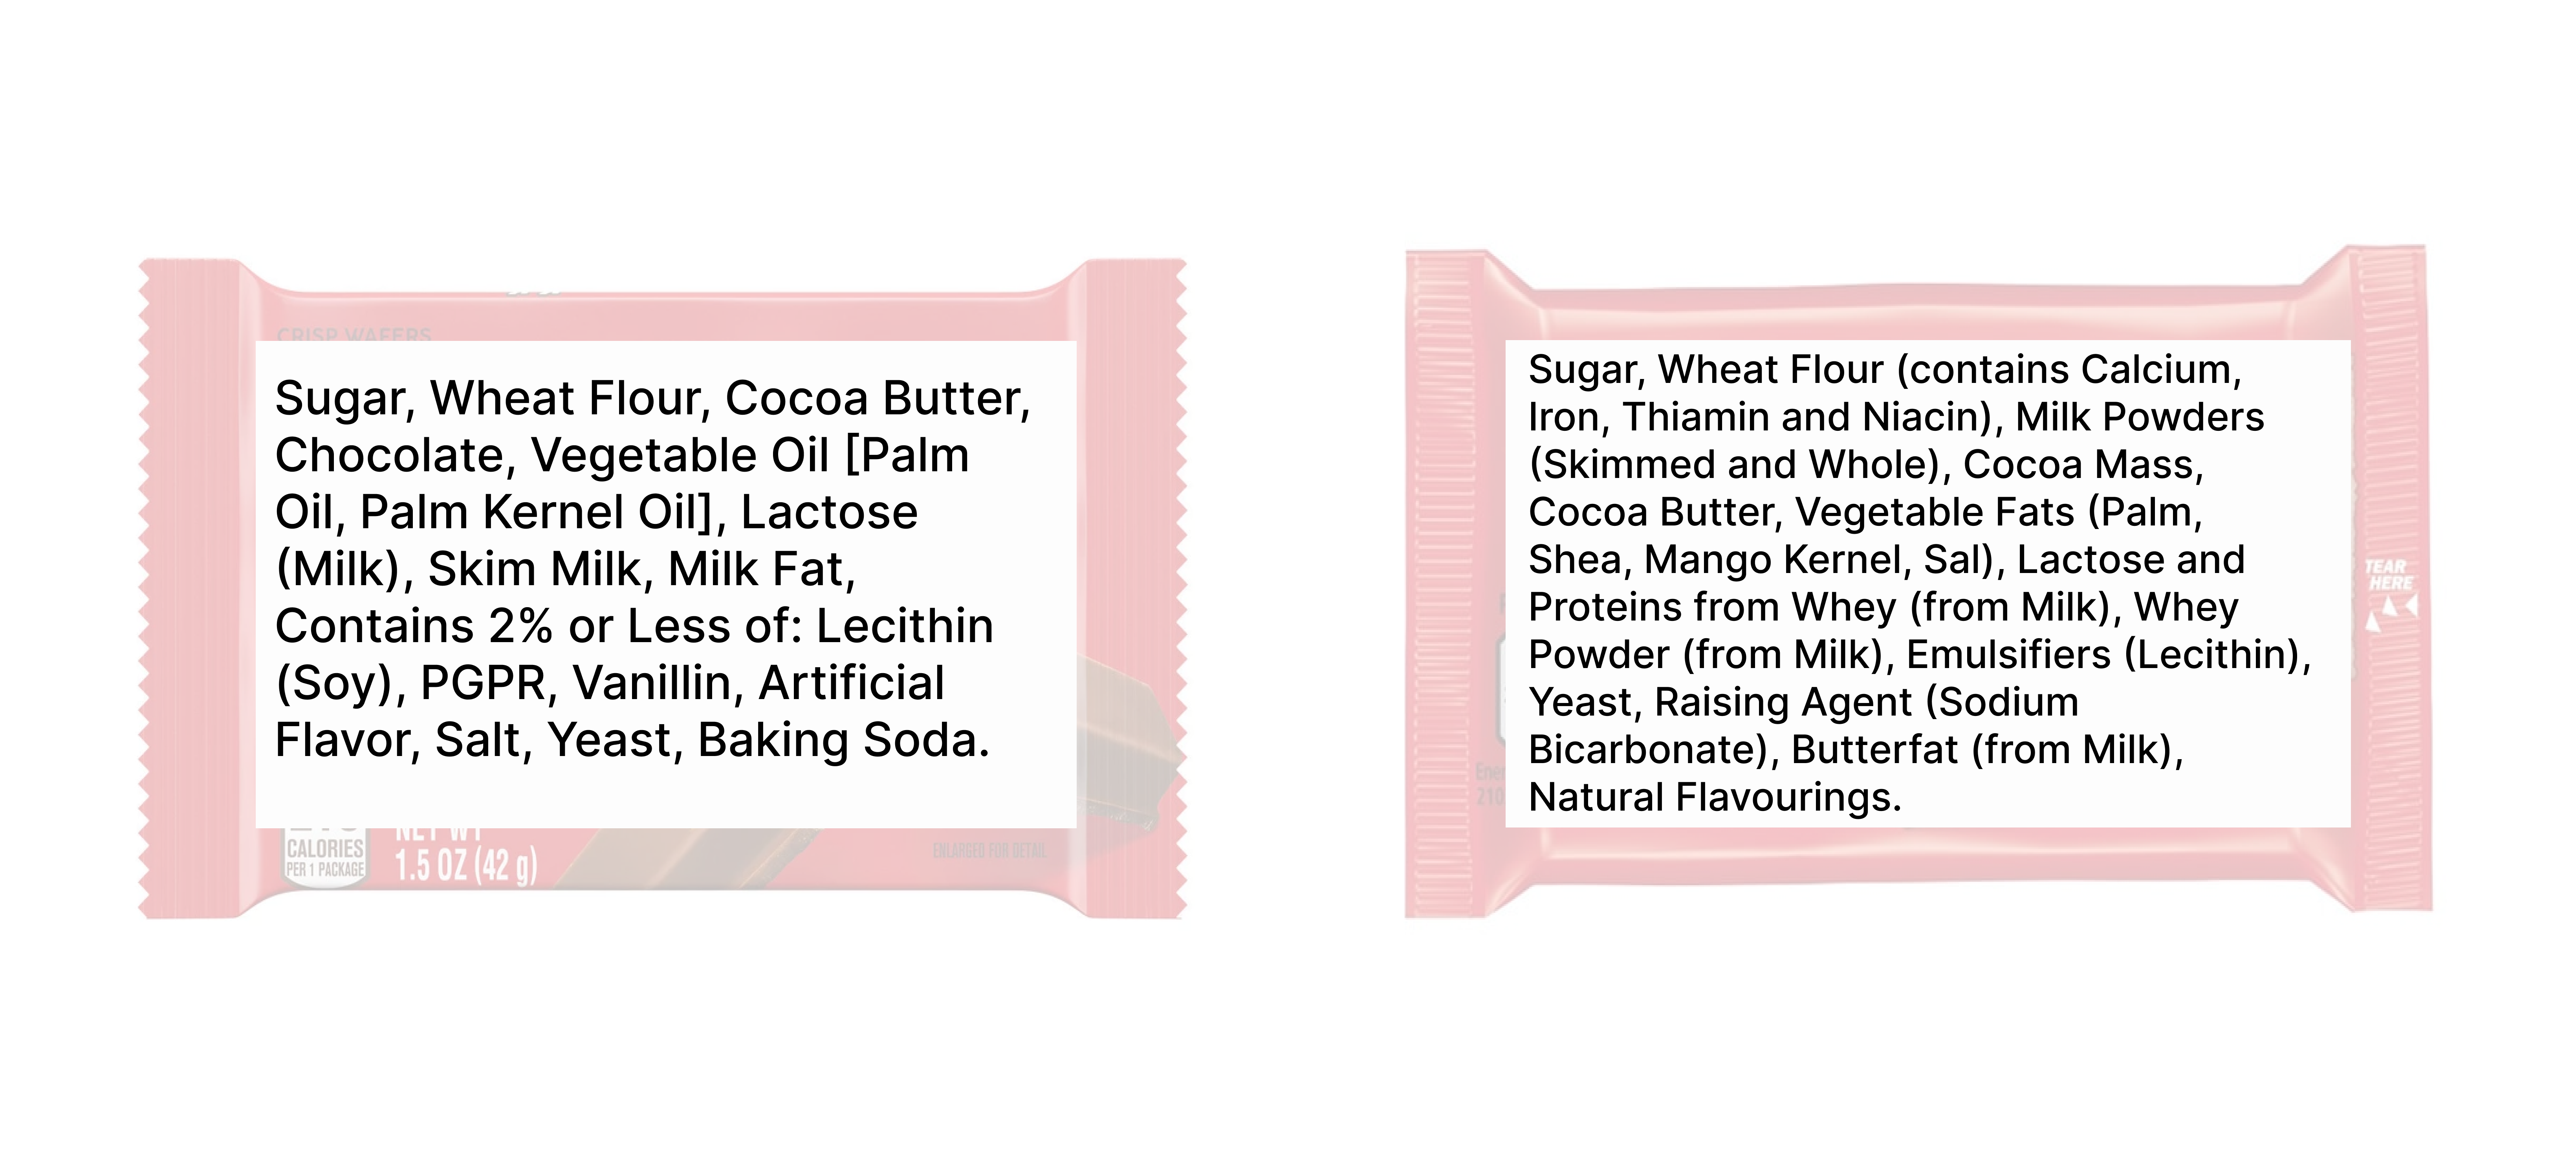 CRISP WAFERS
Sugar, Wheat Flour, Cocoa Butter,
Chocolate, Vegetable Oil [Palm
Oil, Palm Kernel Oil], Lactose
(Milk), Skim Milk, Milk Fat,
Contains 2% or Less of: Lecithin
(Soy), PGPR, Vanillin, Artificial
Flavor, Salt, Yeast, Baking Soda.
CALORIES
PER 1 PACKAGE
NET WT
1.5 OZ (42 g)
ENLARGED FOR DETAIL
Sugar, Wheat Flour (contains Calcium,
Iron, Thiamin and Niacin), Milk Powders
(Skimmed and Whole), Cocoa Mass,
Cocoa Butter, Vegetable Fats (Palm,
Shea, Mango Kernel, Sal), Lactose and
Proteins from Whey (from Milk), Whey
Powder (from Milk), Emulsifiers (Lecithin),
Yeast, Raising Agent (Sodium
Bicarbonate), Butterfat (from Milk),
Natural Flavourings.
TEAR
HERE